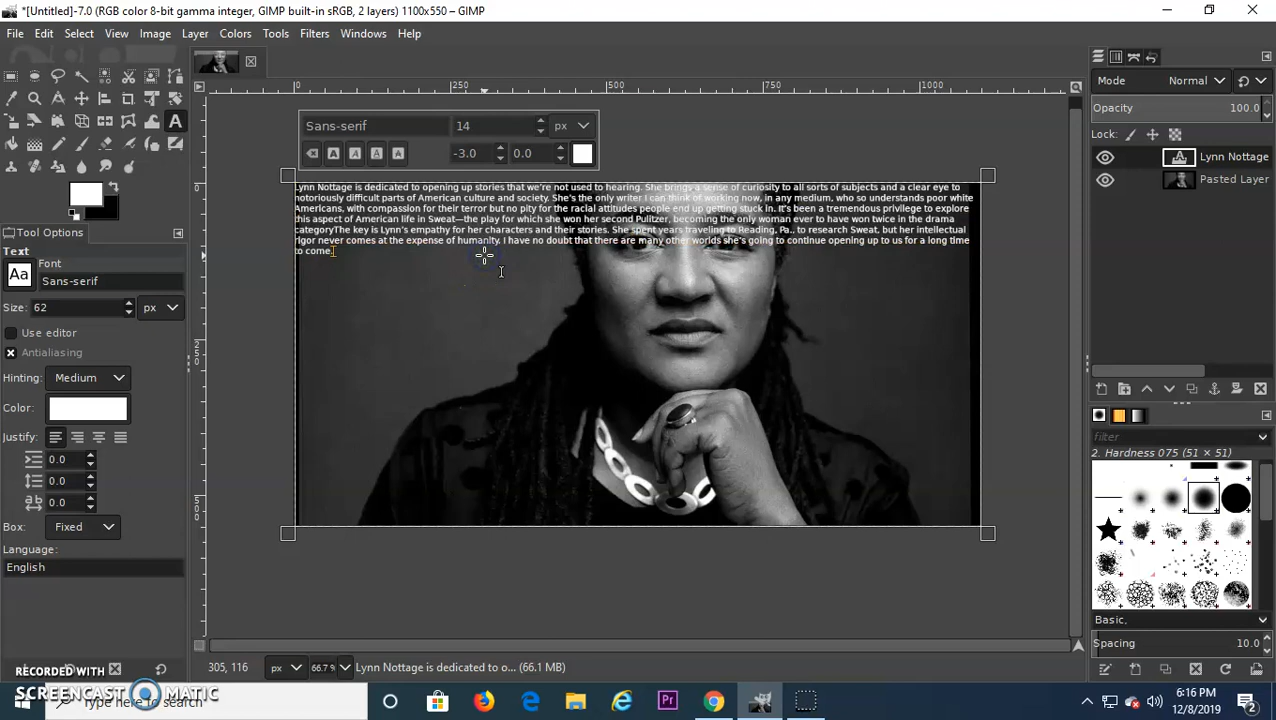 *[Untitled]-7.0 (RGB color 8-bit gamma integer, GIMP built-in sRGB, 2 layers) 1100x550 – GIMP
File Edit Select View Image Layer Colors Tools Filters Windows Help
0 250 500 750 1000
Sans-serif 14 px
-3.0 0.0
Lynn Nottage is dedicated to opening up stories that we're not used to hearing. She brings a sense of curiosity to all sorts of subjects and a clear eye to
notoriously difficult parts of American culture and society. She's the only writer I can think of working now, in any medium, who so understands poor white
Americans, with compassion for their terror but no pity for the racial attitudes people end up getting stuck in. It's been a tremendous privilege to explore
this aspect of American life in Sweat—the play for which she won her second Pulitzer, becoming the only woman ever to have won twice in the drama
categoryThe key is Lynn's empathy for her characters and their stories. She spent years traveling to Reading, Pa., to research Sweat, but her intellectual
rigor never comes at the expense of humanity. I have no doubt that there are many other worlds she's going to continue opening up to us for a long time
to come.
0
250
500
Tool Options
Text
Font
Aa Sans-serif
Size: 62 px
Use editor
Antialiasing
Hinting: Medium
Color:
Justify:
0.0
0.0
0.0
Box: Fixed
Language:
English
RECORDED WITH
SCREENCAST MATIC
305, 116 px 66.7 % Lynn Nottage is dedicated to o... (66.1 MB)
Mode Normal
Opacity 100.0
Lock:
Lynn Nottage
Pasted Layer
filter
2. Hardness 075 (51 × 51)
Basic,
Spacing 10.0
Type here to search
Pr
6:16 PM
12/8/2019
2